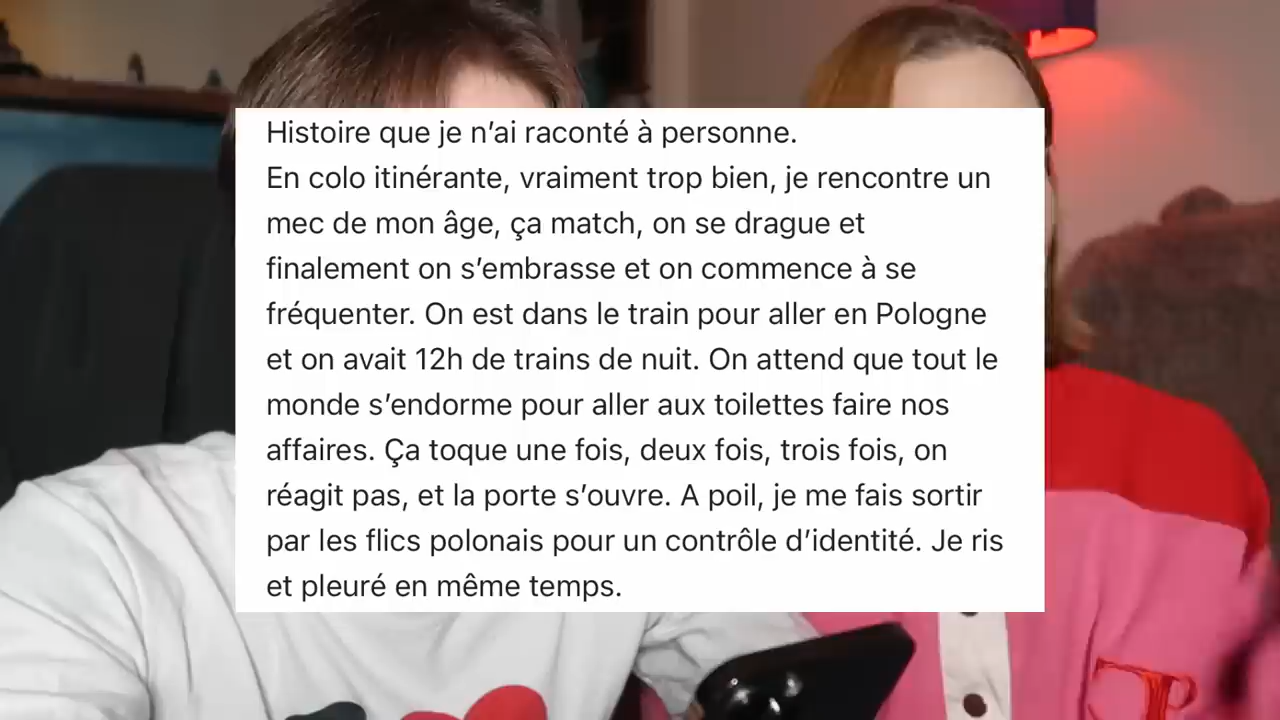 Histoire que je n’ai raconté à personne.
En colo itinérante, vraiment trop bien, je rencontre un
mec de mon âge, ça match, on se drague et
finalement on s’embrasse et on commence à se
fréquenter. On est dans le train pour aller en Pologne
et on avait 12h de trains de nuit. On attend que tout le
monde s’endorme pour aller aux toilettes faire nos
affaires. Ça toque une fois, deux fois, trois fois, on
réagit pas, et la porte s’ouvre. A poil, je me fais sortir
par les flics polonais pour un contrôle d’identité. Je ris
et pleuré en même temps.